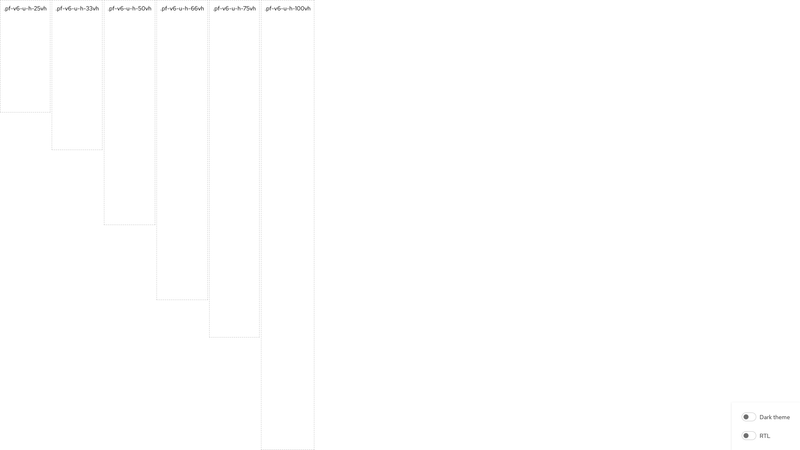 .pf-v6-u-h-25vh
.pf-v6-u-h-33vh
.pf-v6-u-h-50vh
.pf-v6-u-h-66vh
.pf-v6-u-h-75vh
.pf-v6-u-h-100vh
Dark theme
RTL